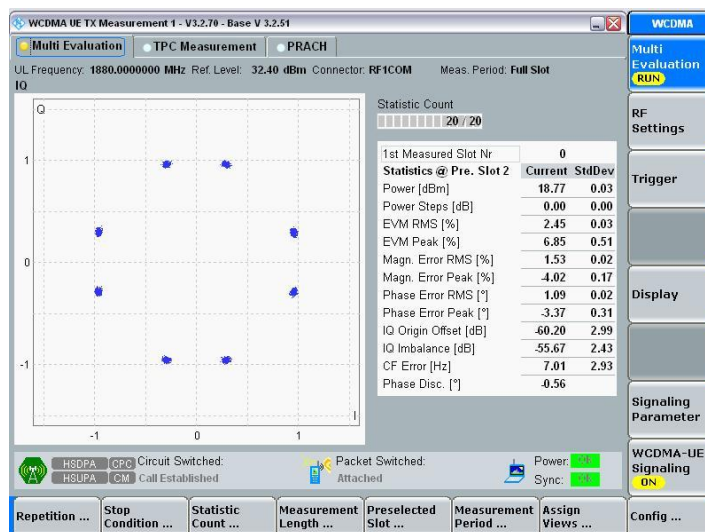 WCDMA UE TX Measurement 1 - V3.2.70 - Base V 3.2.51
WCDMA
Multi Evaluation
TPC Measurement
PRACH
Multi Evaluation
RUN
UL Frequency: 1880.0000000 MHz Ref. Level: 32.40 dBm Connector: RF1COM Meas. Period: Full Slot
IQ
Q
1
0
-1
-1 0 1
I
Statistic Count
20 / 20
1st Measured Slot Nr 0
Statistics @ Pre. Slot 2 Current StdDev
Power [dBm] 18.77 0.03
Power Steps [dB] 0.00 0.00
EVM RMS [%] 2.45 0.03
EVM Peak [%] 6.85 0.51
Magn. Error RMS [%] 1.53 0.02
Magn. Error Peak [%] -4.02 0.17
Phase Error RMS [°] 1.09 0.02
Phase Error Peak [°] -3.37 0.31
IQ Origin Offset [dB] -60.20 2.99
IQ Imbalance [dB] -55.67 2.43
CF Error [Hz] 7.01 2.93
Phase Disc. [°] -0.56
RF Settings
Trigger
Display
Signaling Parameter
WCDMA-UE Signaling
ON
HSDPA CPC Circuit Switched:
HSUPA CM Call Established
Packet Switched:
Attached
Power:
Sync:
Repetition ...
Stop Condition ...
Statistic Count ...
Measurement Length ...
Preselected Slot ...
Measurement Period ...
Assign Views ...
Config ...